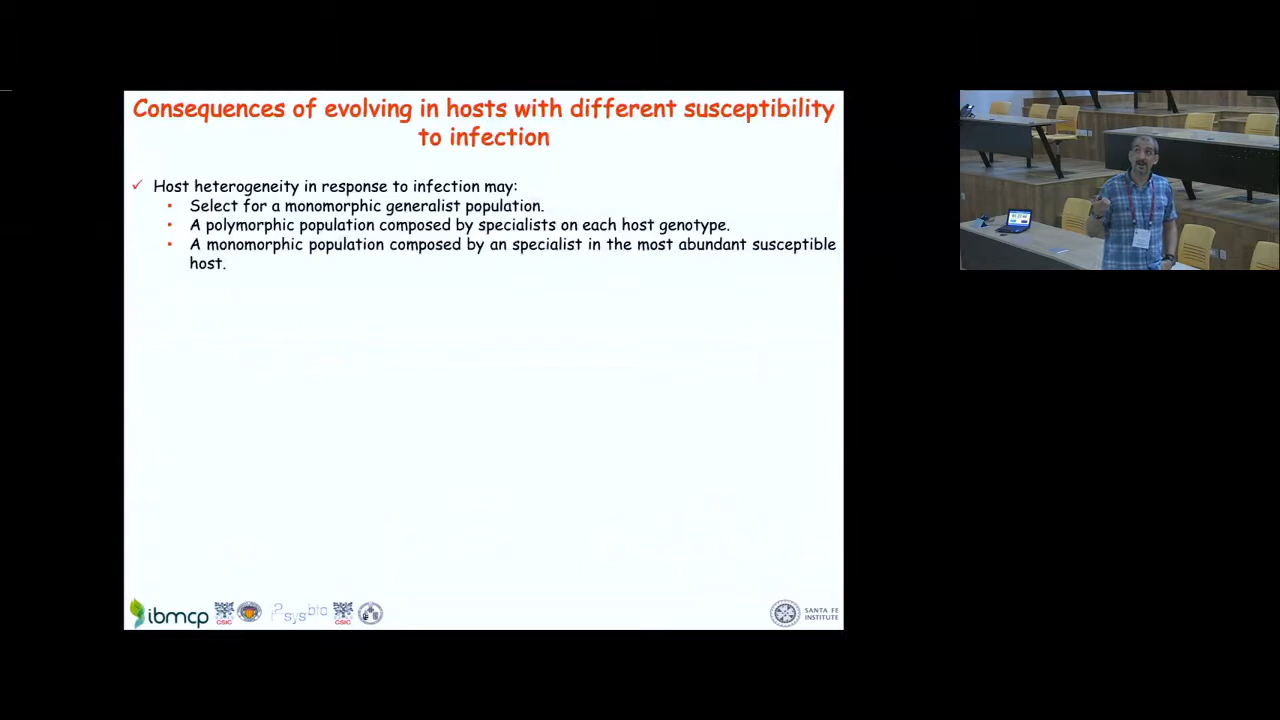 Consequences of evolving in hosts with different susceptibility
to infection
Host heterogeneity in response to infection may:
Select for a monomorphic generalist population.
A polymorphic population composed by specialists on each host genotype.
A monomorphic population composed by an specialist in the most abundant susceptible
host.
ibmcp
CSIC
i2sysbio
CSIC
SANTA FE
INSTITUTE